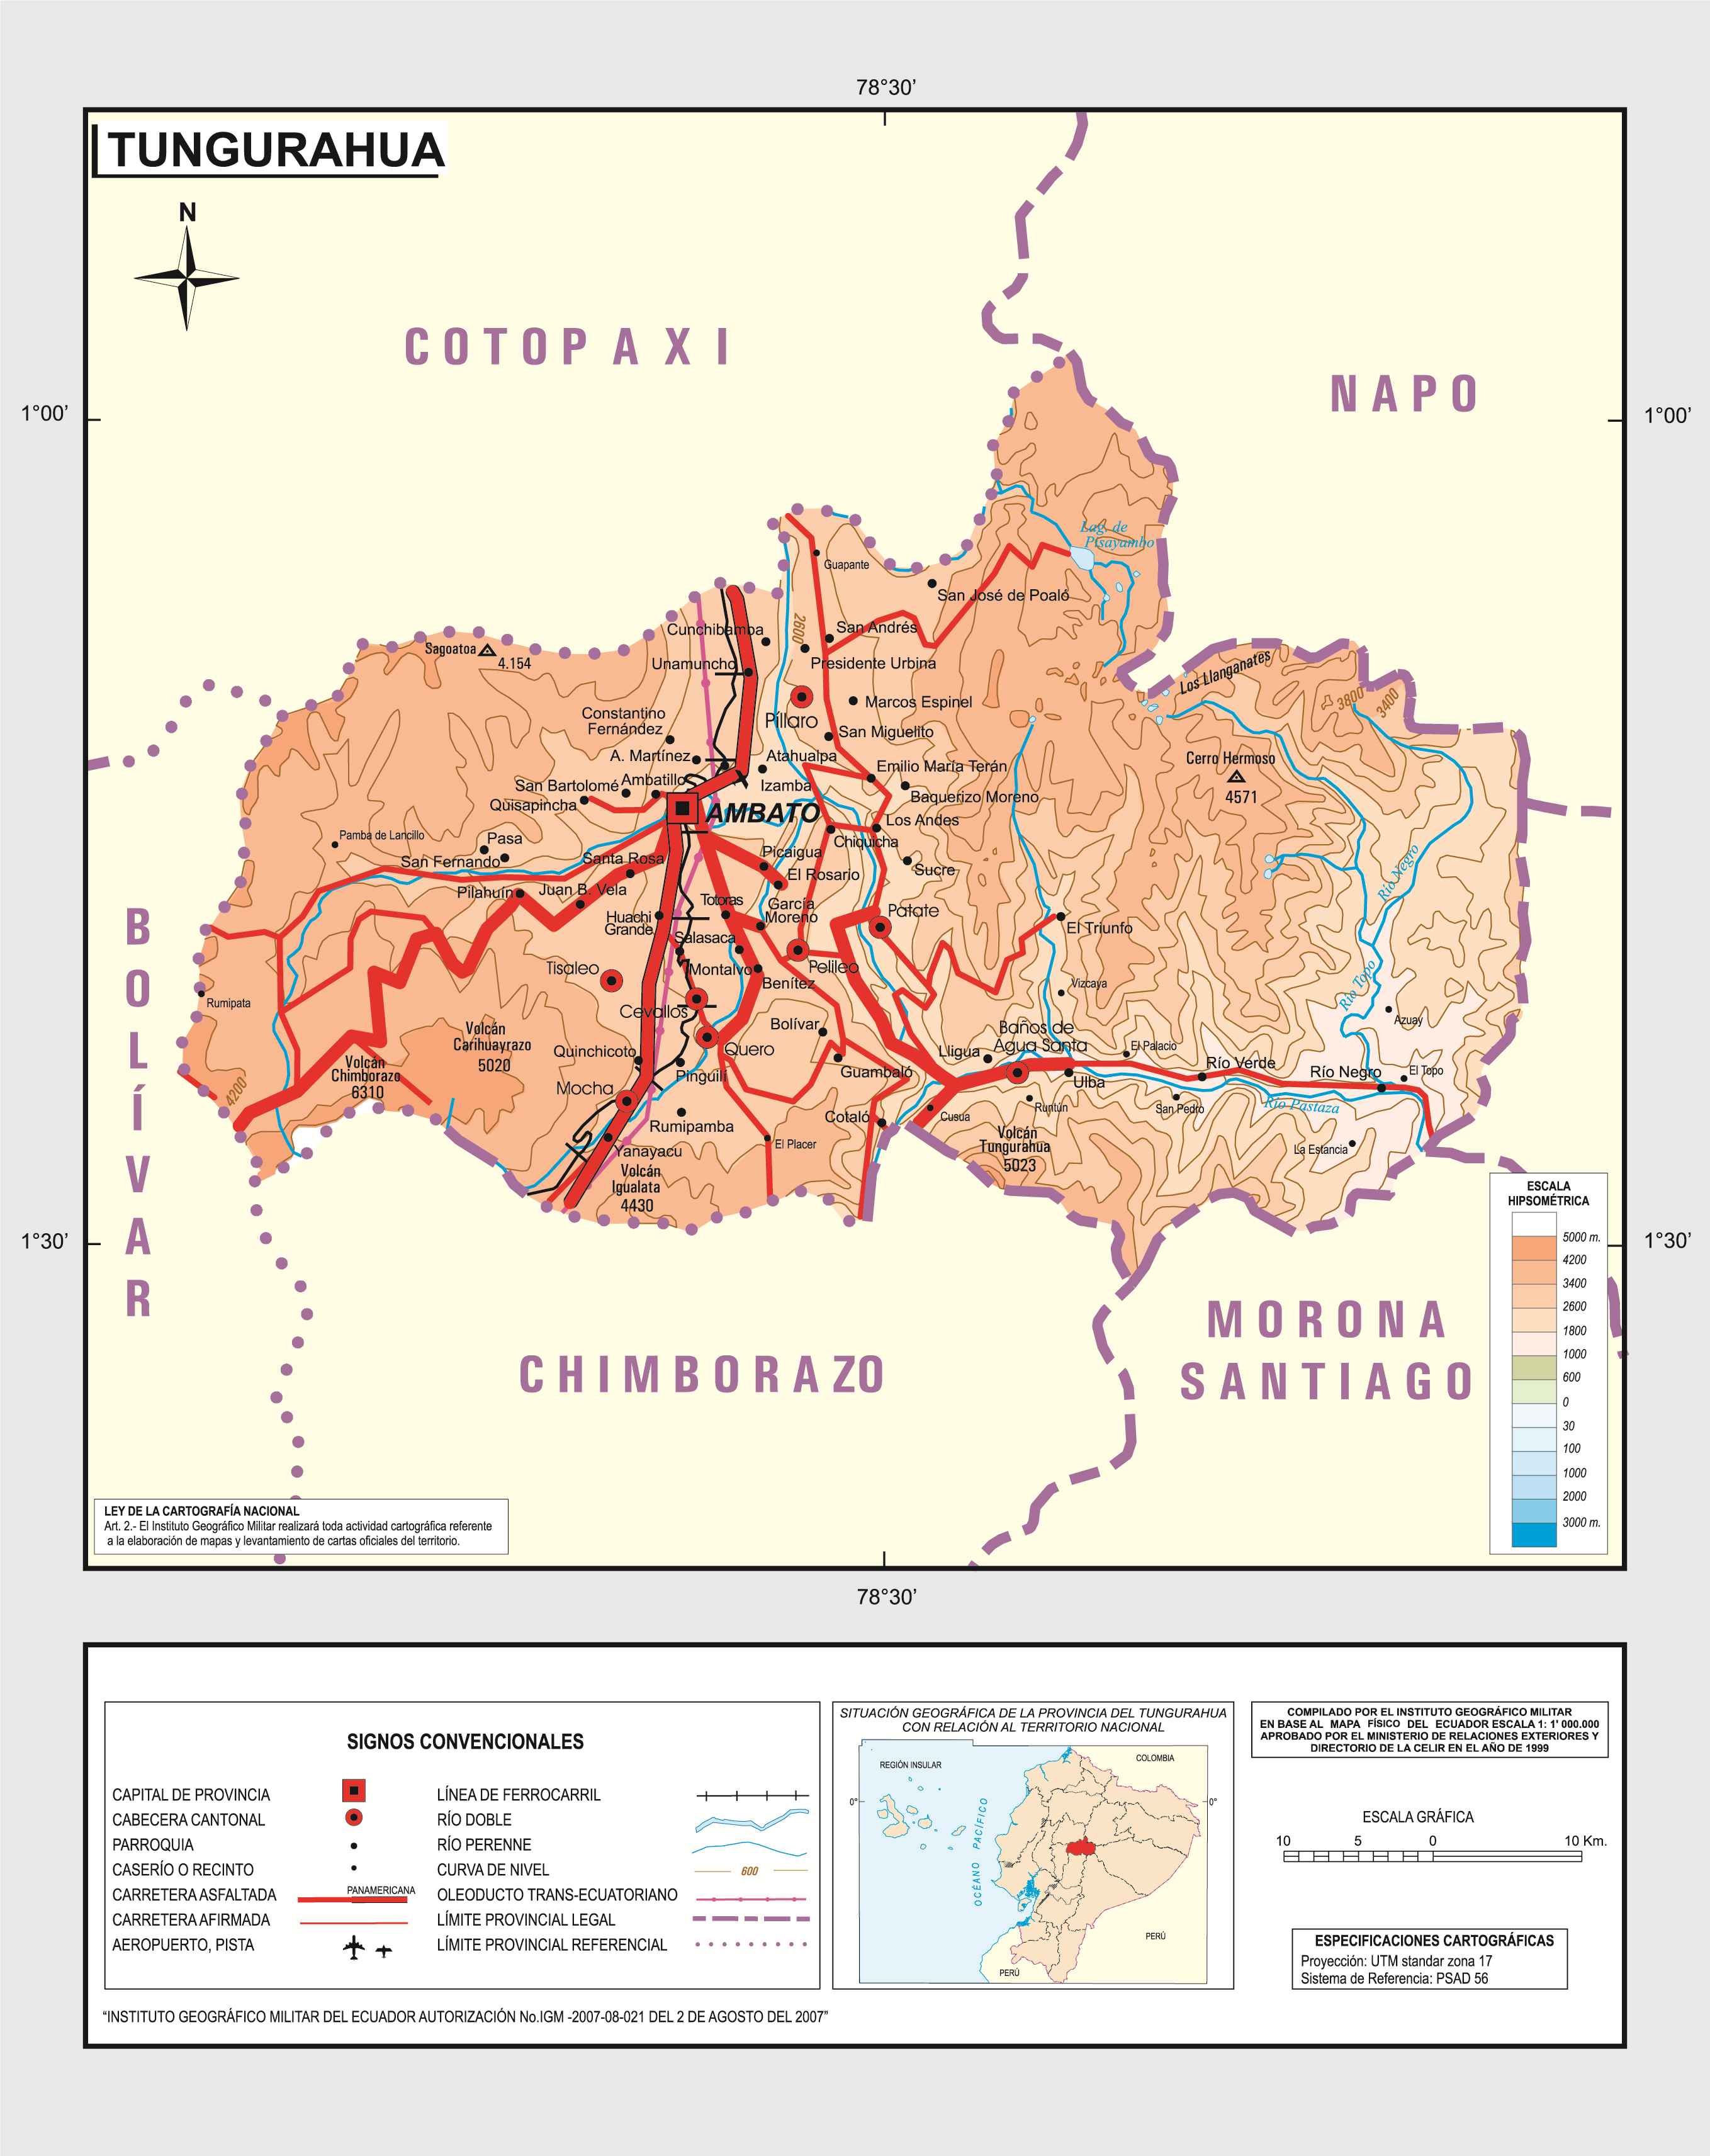 78°30’
TUNGURAHUA
N
COTOPAXI
NAPO
1°00’
1°00’
Lag. de
Pisayambo
Guapante
San José de Poaló
2600
Cunchibamba
San Andrés
Sagoatoa
4.154
Unamuncho
Presidente Urbina
Los Llanganates
3800
3400
Marcos Espinel
Constantino
Fernández
Píllaro
San Miguelito
A. Martínez
Atahualpa
Emilio María Terán
Cerro Hermoso
4571
San Bartolomé
Ambatillo
Izamba
Baquerizo Moreno
Quisapincha
AMBATO
Los Andes
Pamba de Lancillo
Pasa
Chiquicha
San Fernando
Santa Rosa
Picaigua
Sucre
Río Negro
El Rosario
Pilahuín
Juan B. Vela
Totoras
García
Moreno
Patate
Huachi
Grande
El Triunfo
Salasaca
Tisaleo
Montalvo
Pelileo
Benítez
Vizcaya
Río Topo
Rumipata
Cevallos
Bolívar
Azuay
Volcán
Carihuayrazo
5020
Baños de
Agua Santa
Quinchicoto
Quero
Lligua
El Palacio
Volcán
Chimborazo
6310
Pinguilí
Guambaló
Ulba
Río Verde
Río Negro
El Topo
4200
Mocha
Rumipamba
Cotaló
Cusua
Runtún
San Pedro
Río Pastaza
Yanayacu
El Placer
Volcán
Tungurahua
5023
La Estancia
Volcán
Igualata
4430
BOLÍVAR
1°30’
1°30’
CHIMBORAZO
MORONA
SANTIAGO
ESCALA
HIPSOMÉTRICA
5000 m.
4200
3400
2600
1800
1000
600
0
30
100
1000
2000
3000 m.
LEY DE LA CARTOGRAFÍA NACIONAL
Art. 2.- El Instituto Geográfico Militar realizará toda actividad cartográfica referente
a la elaboración de mapas y levantamiento de cartas oficiales del territorio.
78°30’
SIGNOS CONVENCIONALES
CAPITAL DE PROVINCIA
CABECERA CANTONAL
PARROQUIA
CASERÍO O RECINTO
CARRETERA ASFALTADA
PANAMERICANA
CARRETERA AFIRMADA
AEROPUERTO, PISTA
LÍNEA DE FERROCARRIL
RÍO DOBLE
RÍO PERENNE
CURVA DE NIVEL
600
OLEODUCTO TRANS-ECUATORIANO
LÍMITE PROVINCIAL LEGAL
LÍMITE PROVINCIAL REFERENCIAL
SITUACIÓN GEOGRÁFICA DE LA PROVINCIA DEL TUNGURAHUA
CON RELACIÓN AL TERRITORIO NACIONAL
REGIÓN INSULAR
COLOMBIA
0°
0°
OCÉANO PACÍFICO
PERÚ
PERÚ
COMPILADO POR EL INSTITUTO GEOGRÁFICO MILITAR
EN BASE AL MAPA FÍSICO DEL ECUADOR ESCALA 1: 1' 000.000
APROBADO POR EL MINISTERIO DE RELACIONES EXTERIORES Y
DIRECTORIO DE LA CELIR EN EL AÑO DE 1999
ESCALA GRÁFICA
10 5 0 10 Km.
ESPECIFICACIONES CARTOGRÁFICAS
Proyección: UTM standar zona 17
Sistema de Referencia: PSAD 56
“INSTITUTO GEOGRÁFICO MILITAR DEL ECUADOR AUTORIZACIÓN No.IGM -2007-08-021 DEL 2 DE AGOSTO DEL 2007”